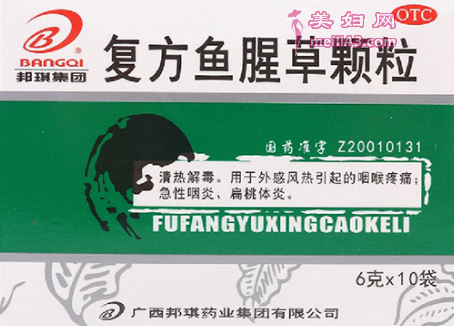 美妇网
meifu13.com
OTC
BANGQI
邦琪集团
复方鱼腥草颗粒
国药准字 Z20010131
清热解毒。用于外感风热引起的咽喉疼痛;
急性咽炎、扁桃体炎。
FUFANGYUXINGCAOKELI
6克×10袋
广西邦琪药业集团有限公司